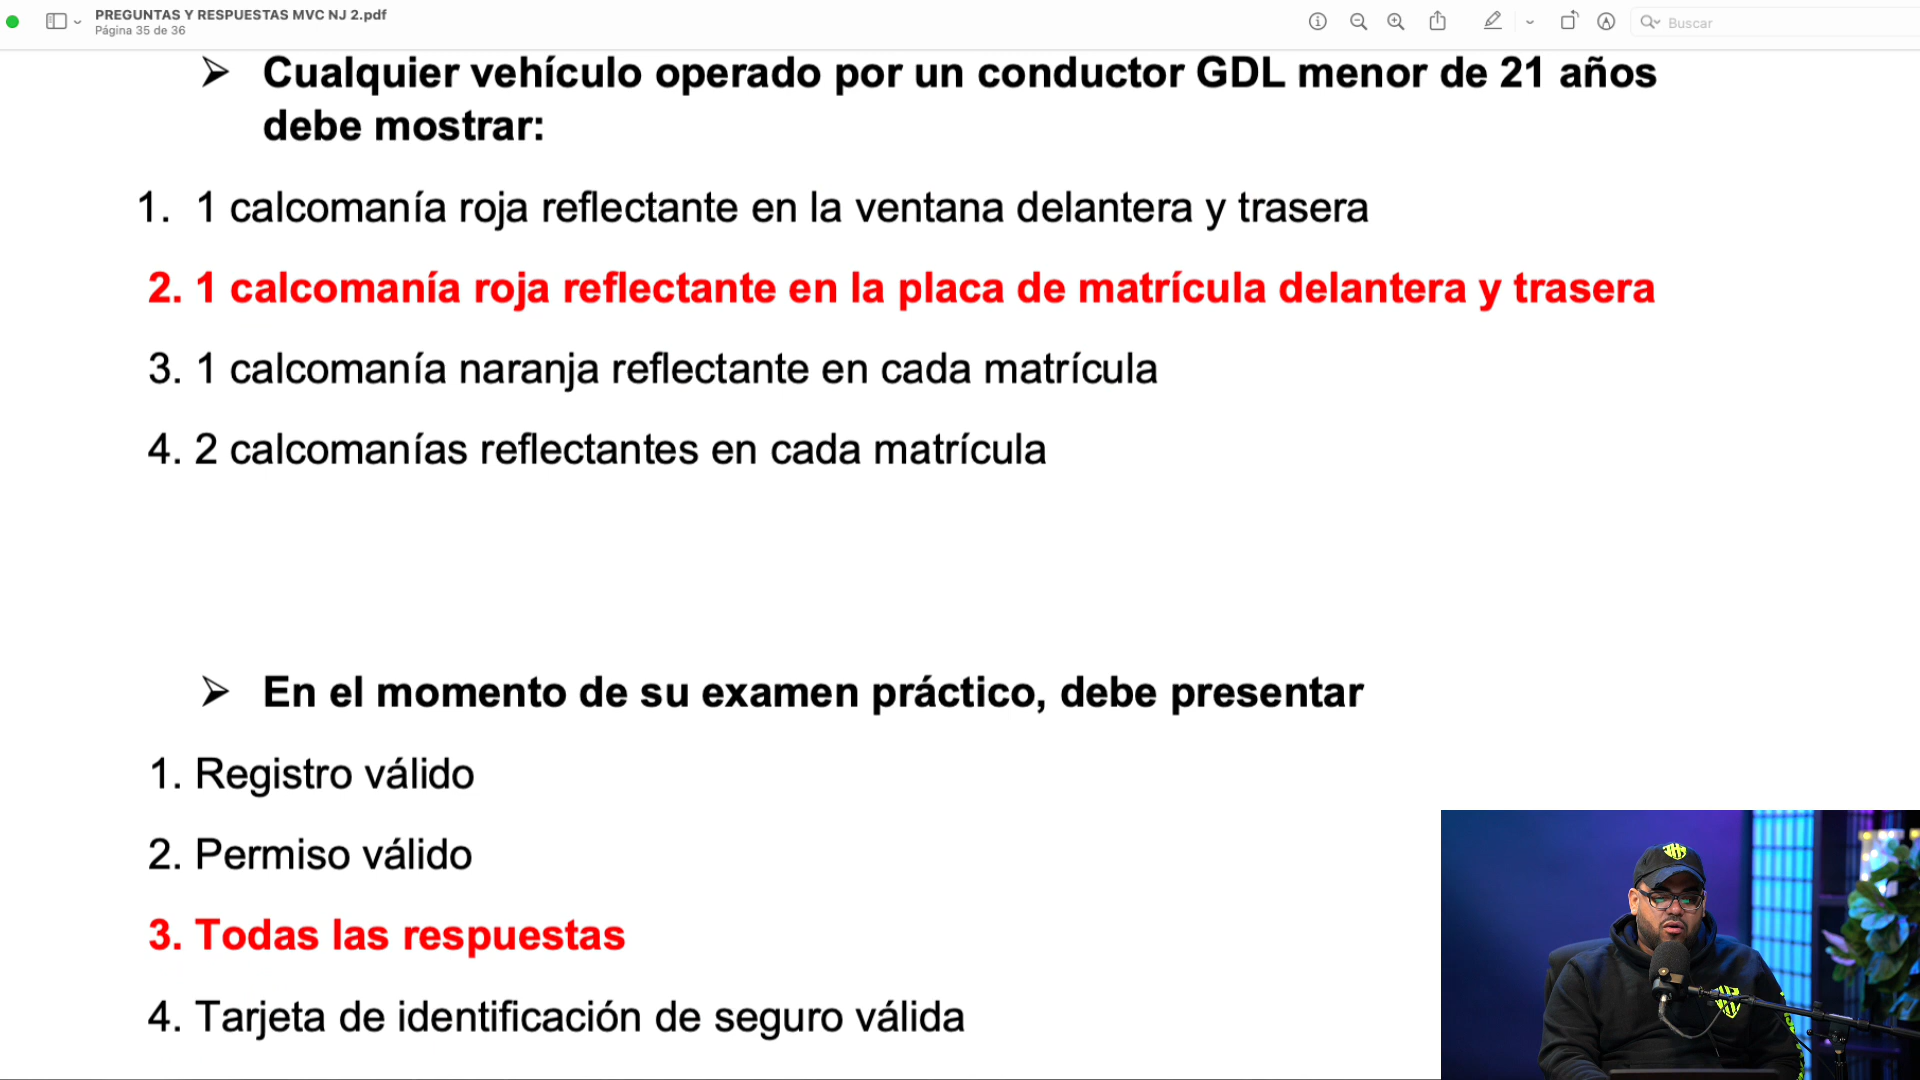 PREGUNTAS Y RESPUESTAS MVC NJ 2.pdf
Página 35 de 36
Buscar
➢ Cualquier vehículo operado por un conductor GDL menor de 21 años
debe mostrar:
1. 1 calcomanía roja reflectante en la ventana delantera y trasera
2. 1 calcomanía roja reflectante en la placa de matrícula delantera y trasera
3. 1 calcomanía naranja reflectante en cada matrícula
4. 2 calcomanías reflectantes en cada matrícula
➢ En el momento de su examen práctico, debe presentar
1. Registro válido
2. Permiso válido
3. Todas las respuestas
4. Tarjeta de identificación de seguro válida